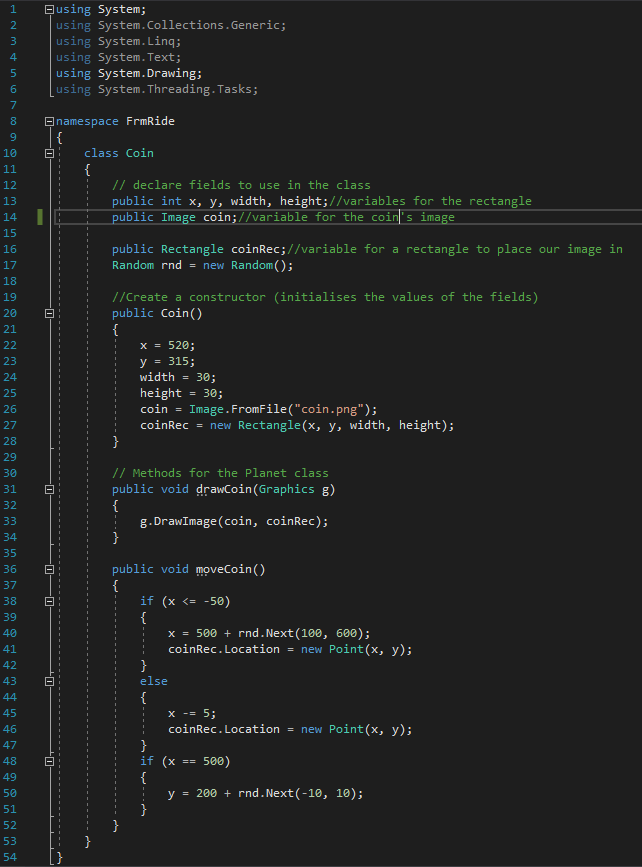 1 using System;
2 using System.Collections.Generic;
3 using System.Linq;
4 using System.Text;
5 using System.Drawing;
6 using System.Threading.Tasks;
7
8 namespace FrmRide
9 {
10     class Coin
11     {
12         // declare fields to use in the class
13         public int x, y, width, height;//variables for the rectangle
14         public Image coin;//variable for the coin's image
15
16         public Rectangle coinRec;//variable for a rectangle to place our image in
17         Random rnd = new Random();
18
19         //Create a constructor (initialises the values of the fields)
20         public Coin()
21         {
22             x = 520;
23             y = 315;
24             width = 30;
25             height = 30;
26             coin = Image.FromFile("coin.png");
27             coinRec = new Rectangle(x, y, width, height);
28         }
29
30         // Methods for the Planet class
31         public void drawCoin(Graphics g)
32         {
33             g.DrawImage(coin, coinRec);
34         }
35
36         public void moveCoin()
37         {
38             if (x <= -50)
39             {
40                 x = 500 + rnd.Next(100, 600);
41                 coinRec.Location = new Point(x, y);
42             }
43             else
44             {
45                 x -= 5;
46                 coinRec.Location = new Point(x, y);
47             }
48             if (x == 500)
49             {
50                 y = 200 + rnd.Next(-10, 10);
51             }
52         }
53     }
54 }